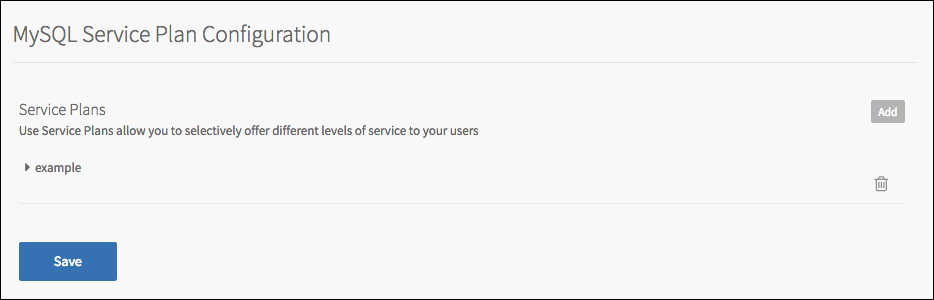 MySQL Service Plan Configuration
Service Plans
Add
Use Service Plans allow you to selectively offer different levels of service to your users
example
Save